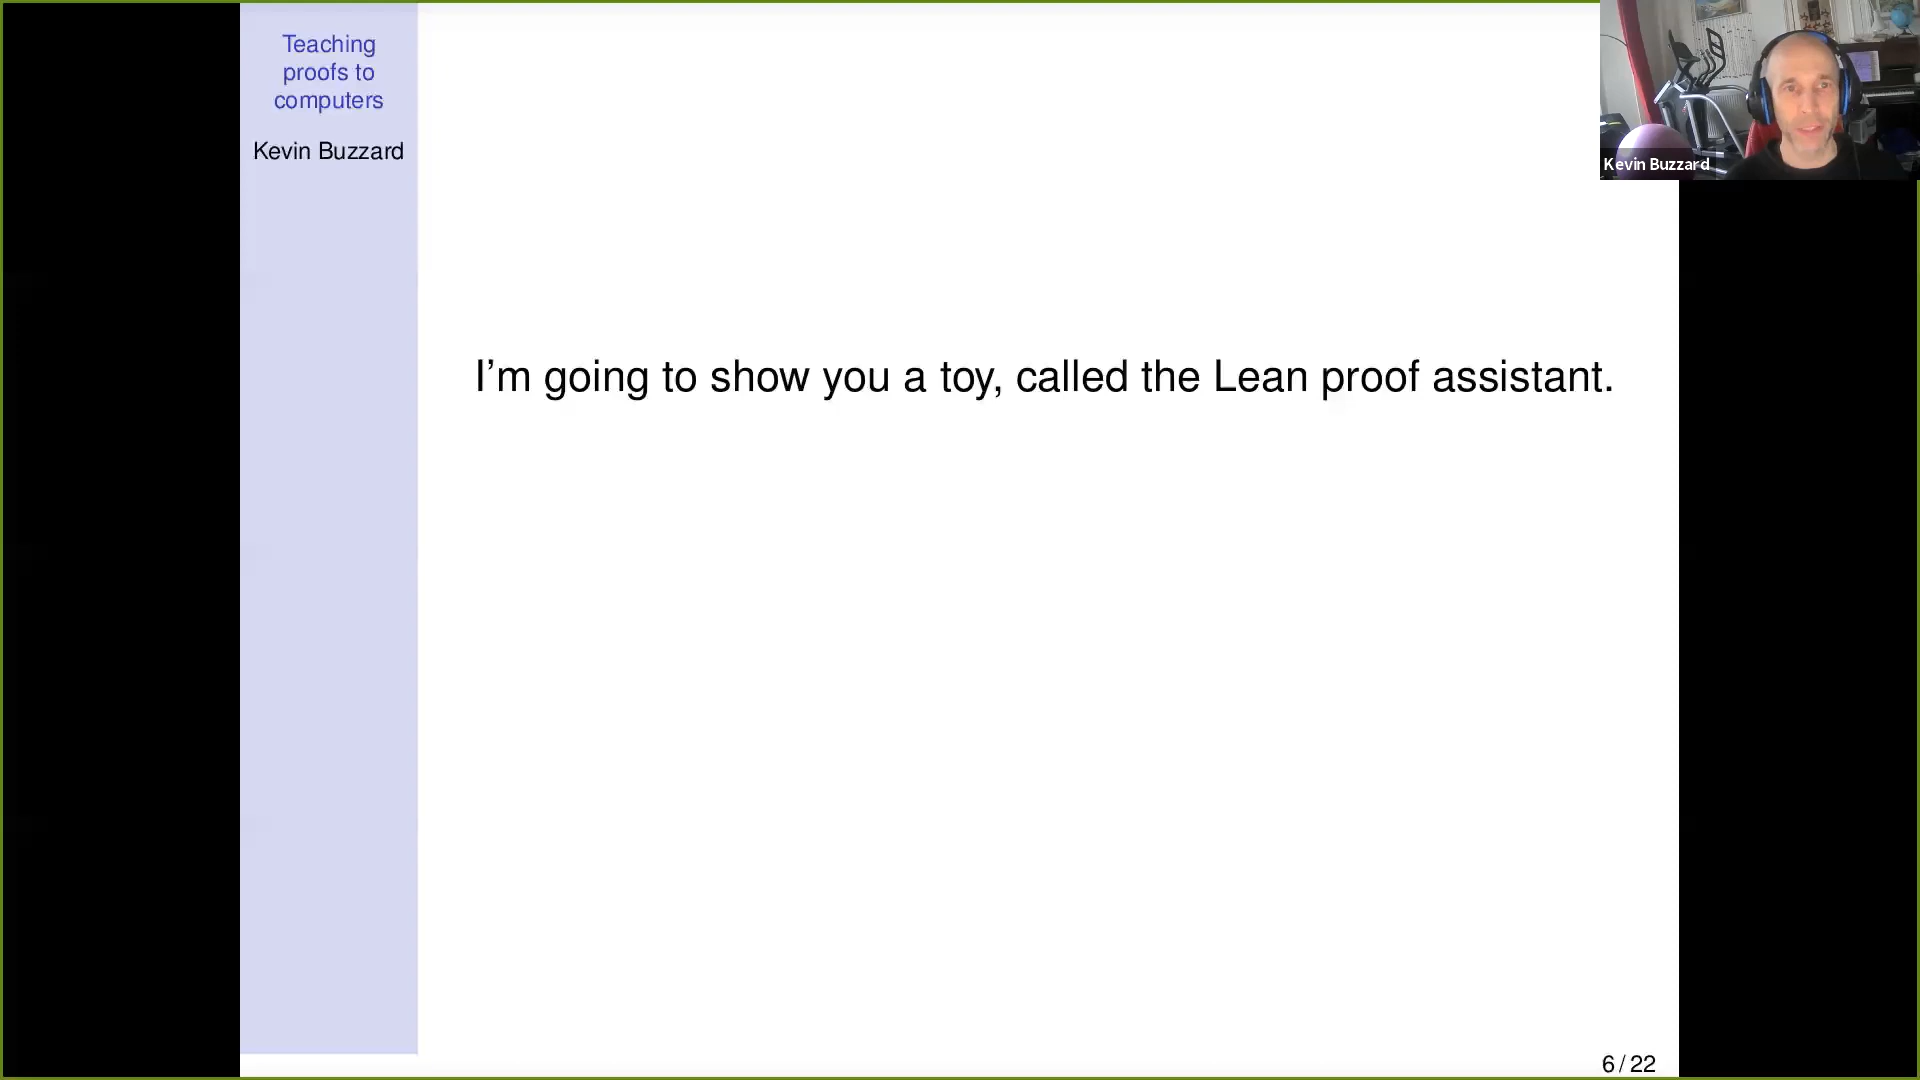 Teaching
proofs to
computers
Kevin Buzzard
I'm going to show you a toy, called the Lean proof assistant.
Kevin Buzzard
6 / 22